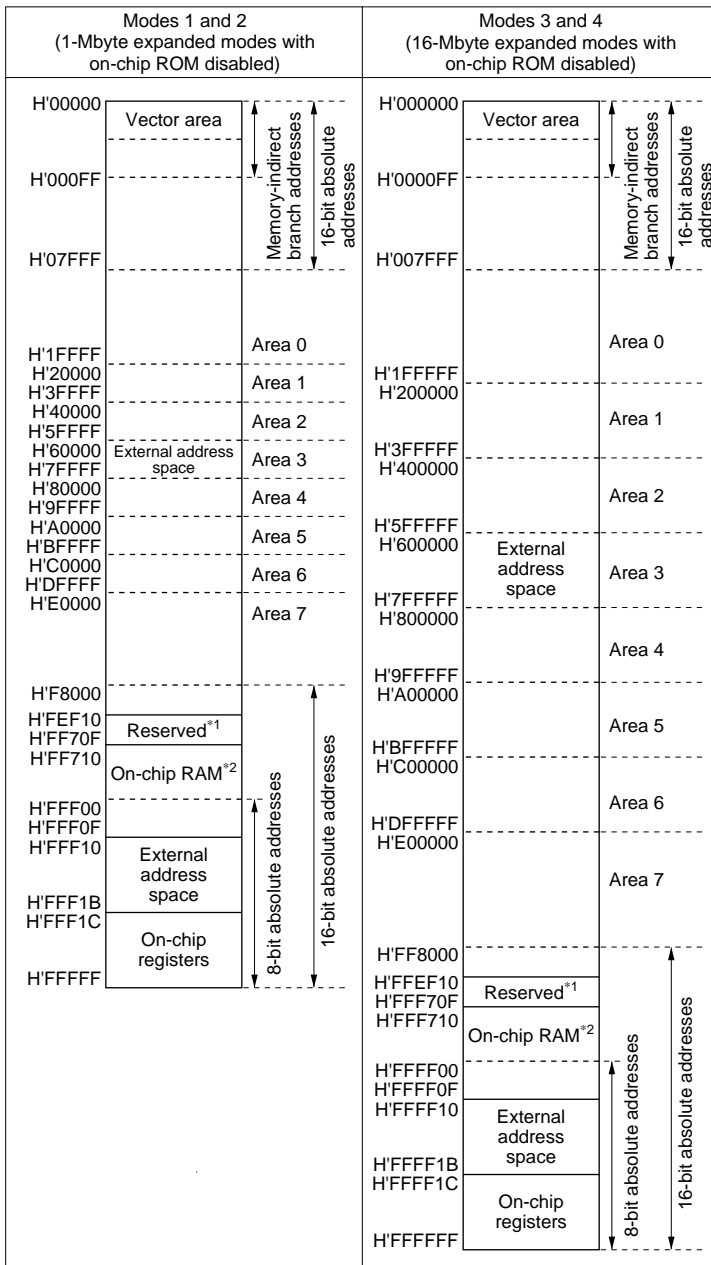 Modes 1 and 2
(1-Mbyte expanded modes with
on-chip ROM disabled)
Modes 3 and 4
(16-Mbyte expanded modes with
on-chip ROM disabled)
H'00000
Vector area
H'000FF
H'07FFF
Memory-indirect
branch addresses
16-bit absolute
addresses
H'1FFFF
H'20000
H'3FFFF
H'40000
H'5FFFF
H'60000
H'7FFFF
H'80000
H'9FFFF
H'A0000
H'BFFFF
H'C0000
H'DFFFF
H'E0000
External address
space
Area 0
Area 1
Area 2
Area 3
Area 4
Area 5
Area 6
Area 7
H'F8000
H'FEF10
H'FF70F
H'FF710
H'FFF00
H'FFF0F
H'FFF10
H'FFF1B
H'FFF1C
H'FFFFF
Reserved*1
On-chip RAM*2
External
address
space
On-chip
registers
8-bit absolute addresses
16-bit absolute addresses
H'000000
Vector area
H'0000FF
H'007FFF
Memory-indirect
branch addresses
16-bit absolute
addresses
H'1FFFFF
H'200000
H'3FFFFF
H'400000
H'5FFFFF
H'600000
H'7FFFFF
H'800000
H'9FFFFF
H'A00000
H'BFFFFF
H'C00000
H'DFFFFF
H'E00000
External
address
space
Area 0
Area 1
Area 2
Area 3
Area 4
Area 5
Area 6
Area 7
H'FF8000
H'FFEF10
H'FFF70F
H'FFF710
H'FFFF00
H'FFFF0F
H'FFFF10
H'FFFF1B
H'FFFF1C
H'FFFFFF
Reserved*1
On-chip RAM*2
External
address
space
On-chip
registers
8-bit absolute addresses
16-bit absolute addresses